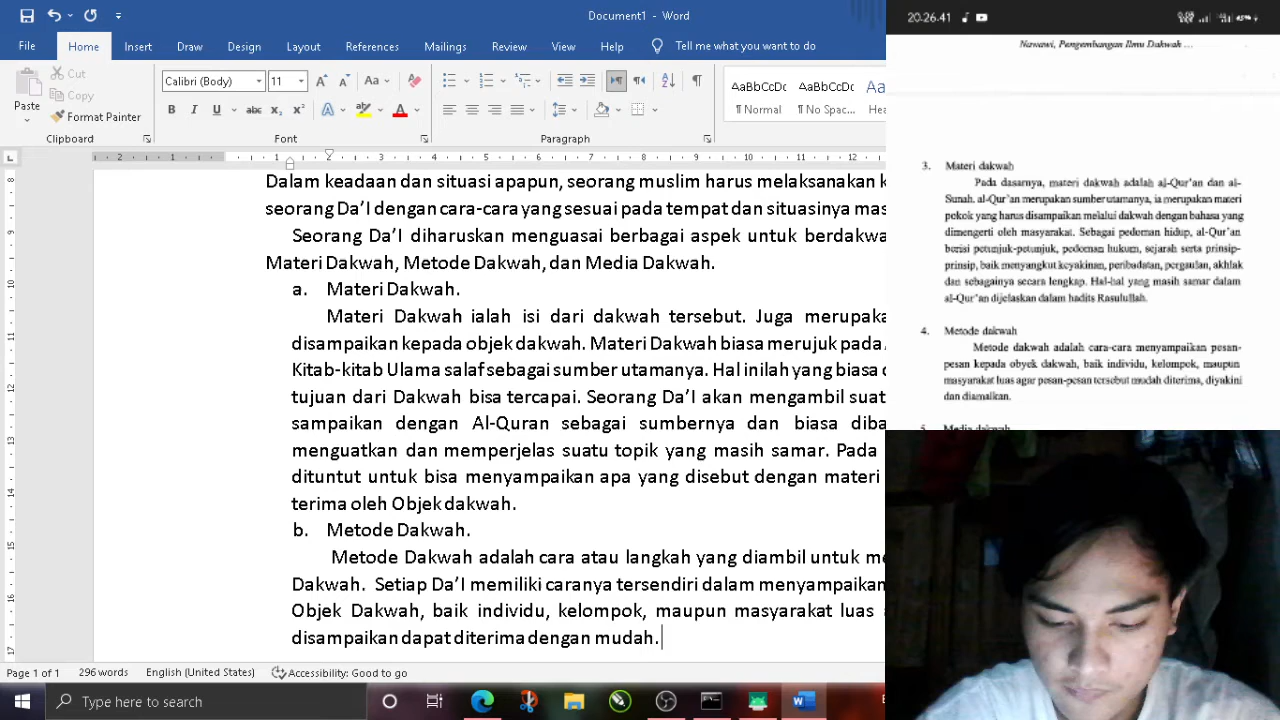 Document1 - Word
File Home Insert Draw Design Layout References Mailings Review View Help Tell me what you want to do
Paste
Cut
Copy
Format Painter
Clipboard
Calibri (Body) 11
Font
Paragraph
AaBbCcDc AaBbCcDc
¶ Normal ¶ No Spac...
Dalam keadaan dan situasi apapun, seorang muslim harus melaksanakan k
seorang Da’I dengan cara-cara yang sesuai pada tempat dan situasinya mas
Seorang Da’I diharuskan menguasai berbagai aspek untuk berdakwa
Materi Dakwah, Metode Dakwah, dan Media Dakwah.
a. Materi Dakwah.
Materi Dakwah ialah isi dari dakwah tersebut. Juga merupaka
disampaikan kepada objek dakwah. Materi Dakwah biasa merujuk pada
Kitab-kitab Ulama salaf sebagai sumber utamanya. Hal inilah yang biasa
tujuan dari Dakwah bisa tercapai. Seorang Da’I akan mengambil suat
sampaikan dengan Al-Quran sebagai sumbernya dan biasa diba
menguatkan dan memperjelas suatu topik yang masih samar. Pada
dituntut untuk bisa menyampaikan apa yang disebut dengan materi
terima oleh Objek dakwah.
b. Metode Dakwah.
Metode Dakwah adalah cara atau langkah yang diambil untuk me
Dakwah. Setiap Da’I memiliki caranya tersendiri dalam menyampaikan
Objek Dakwah, baik individu, kelompok, maupun masyarakat luas
disampaikan dapat diterima dengan mudah.
Page 1 of 1 296 words English (United States) Accessibility: Good to go
Type here to search
20.26.41
Nawawi, Pengembangan Ilmu Dakwah ...
3. Materi dakwah
Pada dasarnya, materi dakwah adalah al-Qur’an dan al-
Sunah. al-Qur’an merupakan sumber utamanya, ia merupakan materi
pokok yang harus disampaikan melalui dakwah dengan bahasa yang
dimengerti oleh masyarakat. Sebagai pedoman hidup, al-Qur’an
berisi petunjuk-petunjuk, pedoman hukum, sejarah serta prinsip-
prinsip, baik menyangkut keyakinan, peribadatan, pergaulan, akhlak
dan sebagainya secara lengkap. Hal-hal yang masih samar dalam
al-Qur’an dijelaskan dalam hadits Rasulullah.
4. Metode dakwah
Metode dakwah adalah cara-cara menyampaikan pesan-
pesan kepada obyek dakwah, baik individu, kelompok, maupun
masyarakat luas agar pesan-pesan tersebut mudah diterima, diyakini
dan diamalkan.
5. Media dakwah